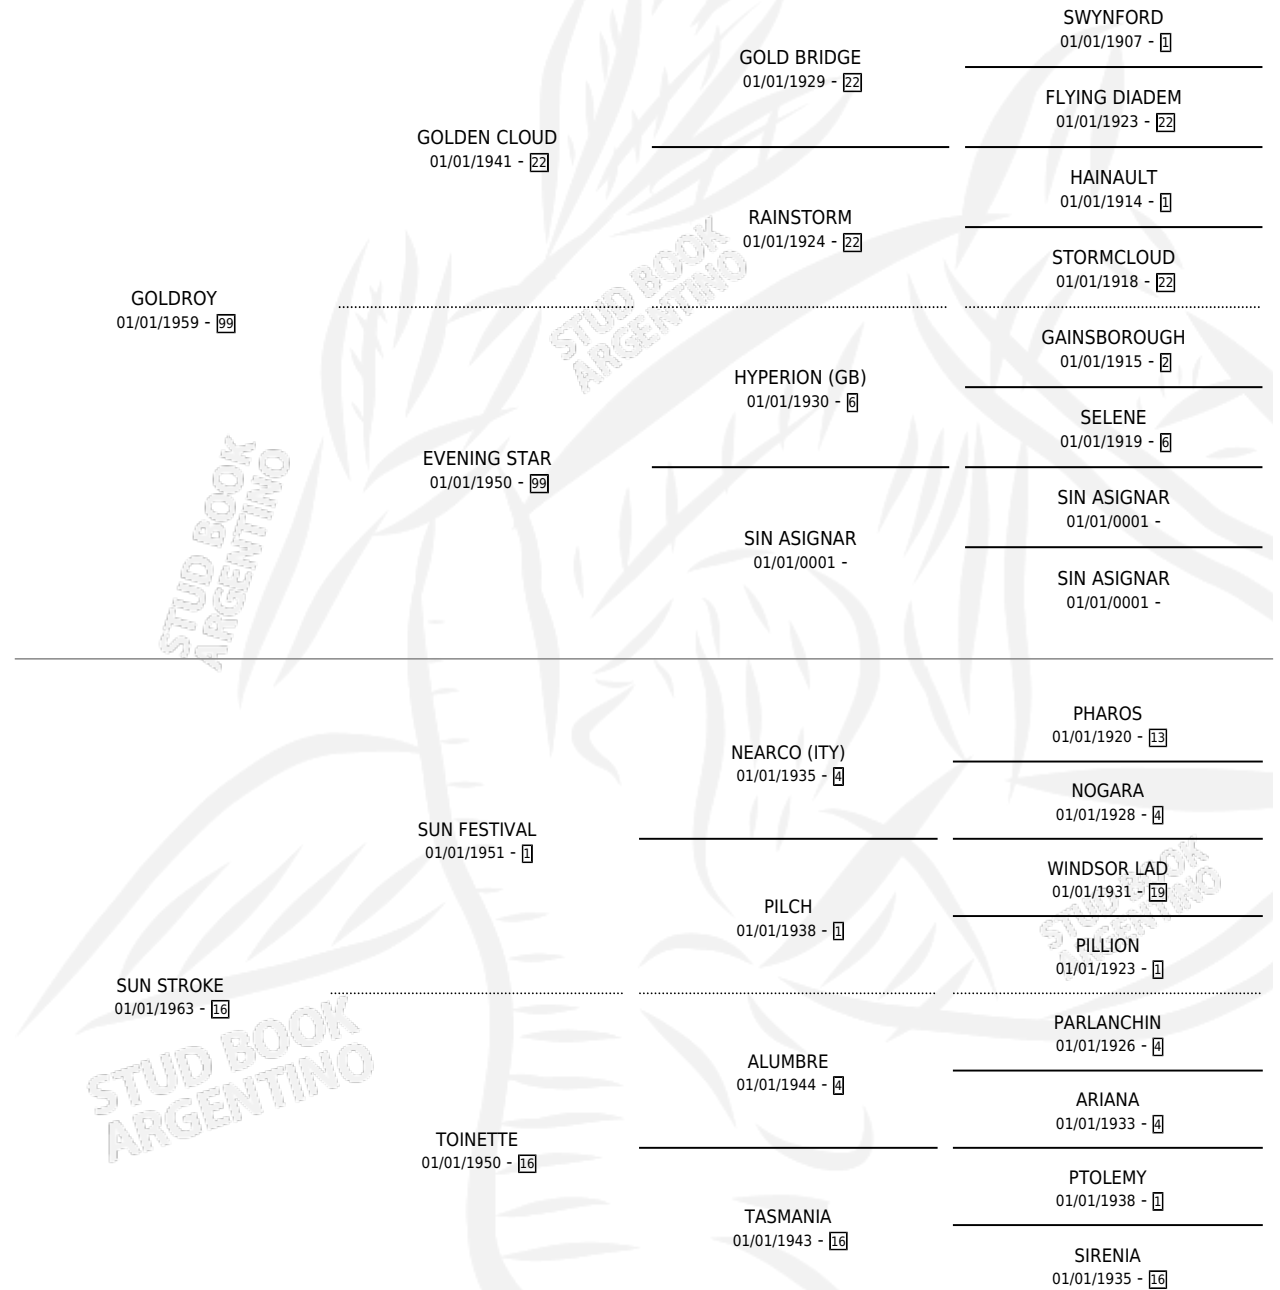 SWYNFORD
01/01/1907 - 1
GOLD BRIDGE
01/01/1929 - 22
FLYING DIADEM
01/01/1923 - 22
GOLDEN CLOUD
01/01/1941 - 22
HAINAULT
01/01/1914 - 1
RAINSTORM
01/01/1924 - 22
STORMCLOUD
01/01/1918 - 22
GOLDROY
01/01/1959 - 99
GAINSBOROUGH
01/01/1915 - 2
HYPERION (GB)
01/01/1930 - 6
SELENE
01/01/1919 - 6
EVENING STAR
01/01/1950 - 99
SIN ASIGNAR
01/01/0001 -
SIN ASIGNAR
01/01/0001 -
SIN ASIGNAR
01/01/0001 -
PHAROS
01/01/1920 - 13
NEARCO (ITY)
01/01/1935 - 4
NOGARA
01/01/1928 - 4
SUN FESTIVAL
01/01/1951 - 1
WINDSOR LAD
01/01/1931 - 19
PILCH
01/01/1938 - 1
PILLION
01/01/1923 - 1
SUN STROKE
01/01/1963 - 16
PARLANCHIN
01/01/1926 - 4
ALUMBRE
01/01/1944 - 4
ARIANA
01/01/1933 - 4
TOINETTE
01/01/1950 - 16
PTOLEMY
01/01/1938 - 1
TASMANIA
01/01/1943 - 16
SIRENIA
01/01/1935 - 16
STUD BOOK
ARGENTINO
STUD BOOK
ARGENTINO
STUD BOOK
ARGENTINO
STUD BOOK
ARGENTINO